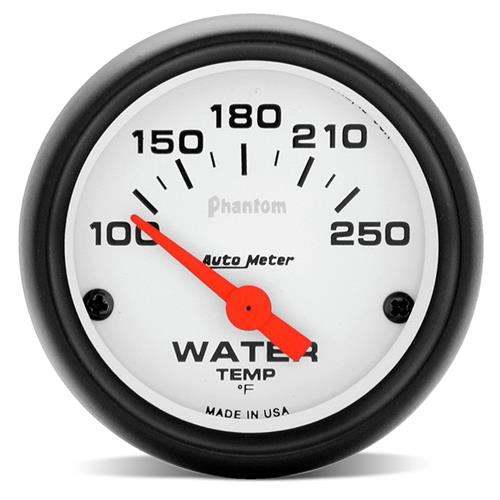 180
150
210
Phantom
100
250
Auto Meter
WATER
TEMP
°F
MADE IN USA